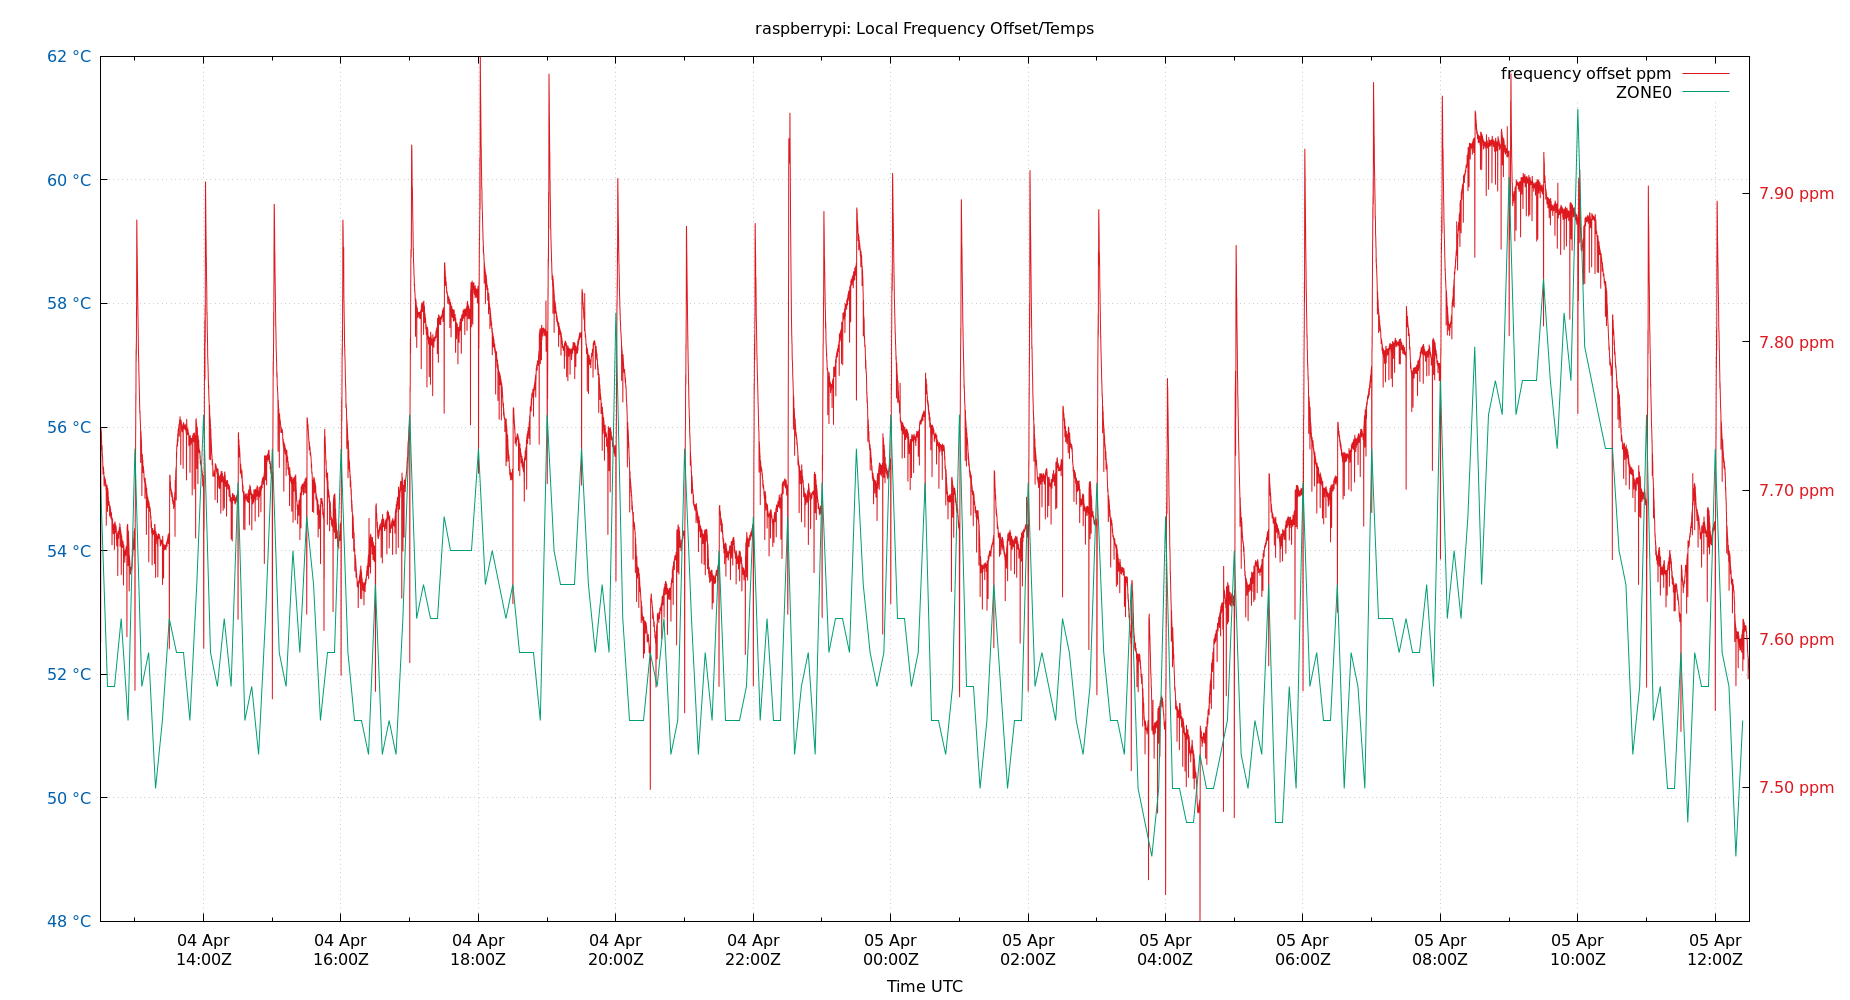 raspberrypi: Local Frequency Offset/Temps
frequency offset ppm
ZONE0
62 °C
60 °C
58 °C
56 °C
54 °C
52 °C
50 °C
48 °C
7.90 ppm
7.80 ppm
7.70 ppm
7.60 ppm
7.50 ppm
04 Apr
14:00Z
04 Apr
16:00Z
04 Apr
18:00Z
04 Apr
20:00Z
04 Apr
22:00Z
05 Apr
00:00Z
05 Apr
02:00Z
05 Apr
04:00Z
05 Apr
06:00Z
05 Apr
08:00Z
05 Apr
10:00Z
05 Apr
12:00Z
Time UTC